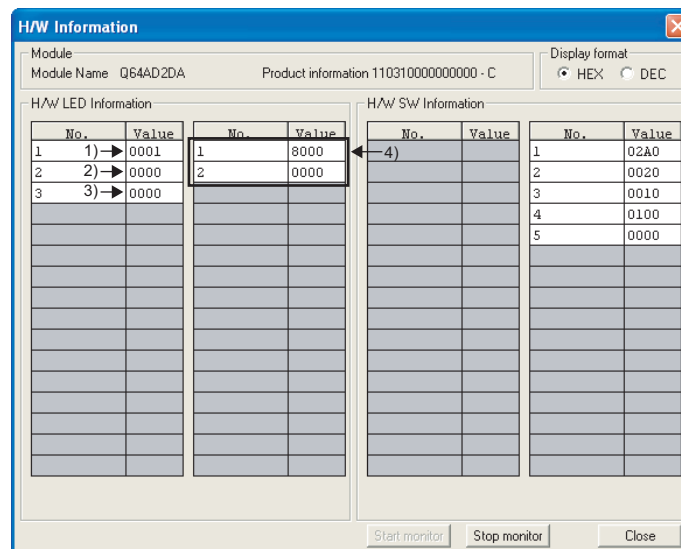 H/W Information
Module
Module Name Q64AD2DA
Product information 110310000000000 - C
Display format
HEX DEC
H/W LED Information
No. Value No. Value
1 1) 0001 1 8000 4)
2 2) 0000 2 0000
3 3) 0000
H/W SW Information
No. Value No. Value
1 02A0
2 0020
3 0010
4 0100
5 0000
Start monitor Stop monitor Close